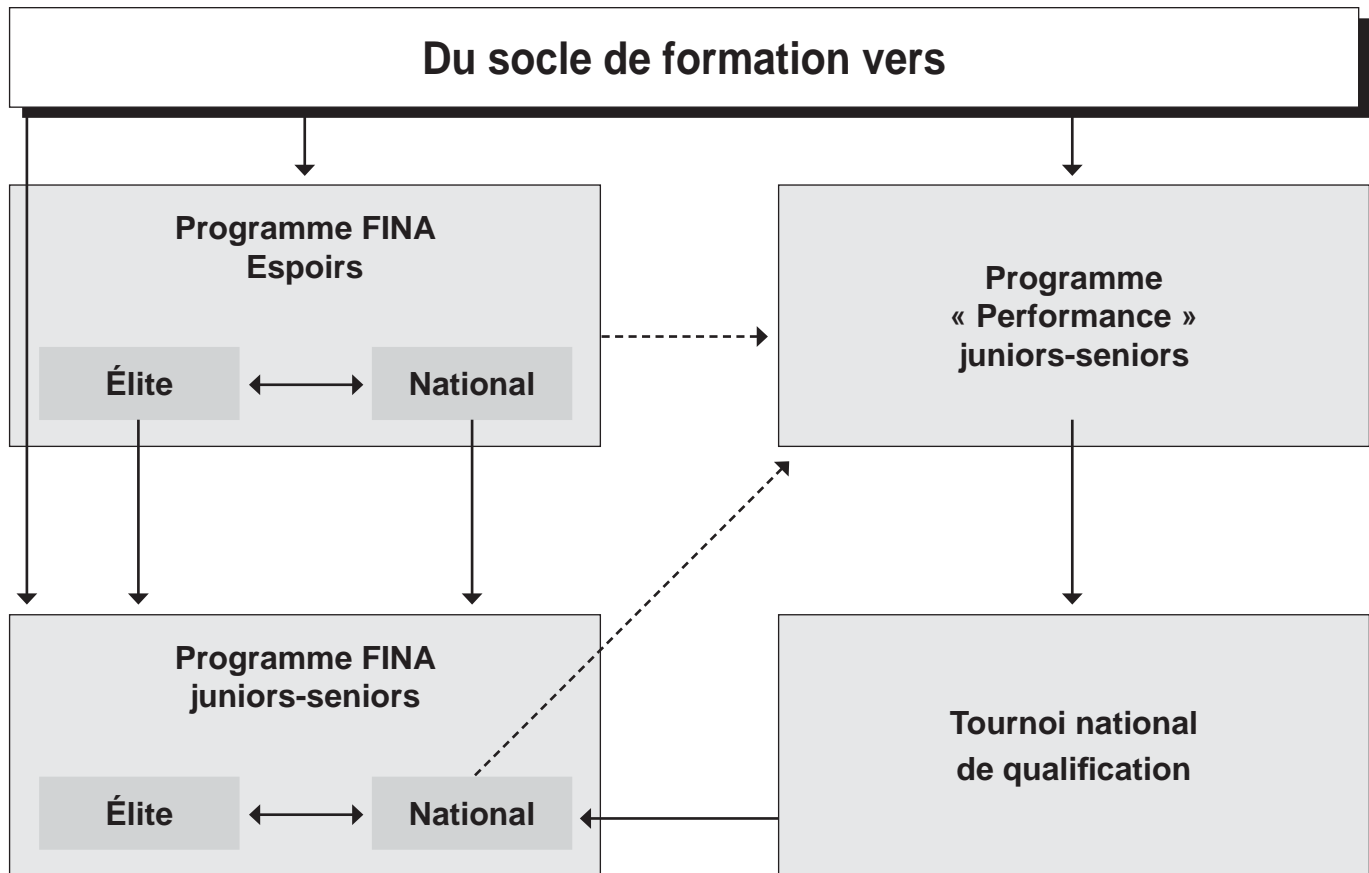 Du socle de formation vers
Programme FINA
Espoirs
Élite
National
Programme
« Performance »
juniors-seniors
Programme FINA
juniors-seniors
Élite
National
Tournoi national
de qualification